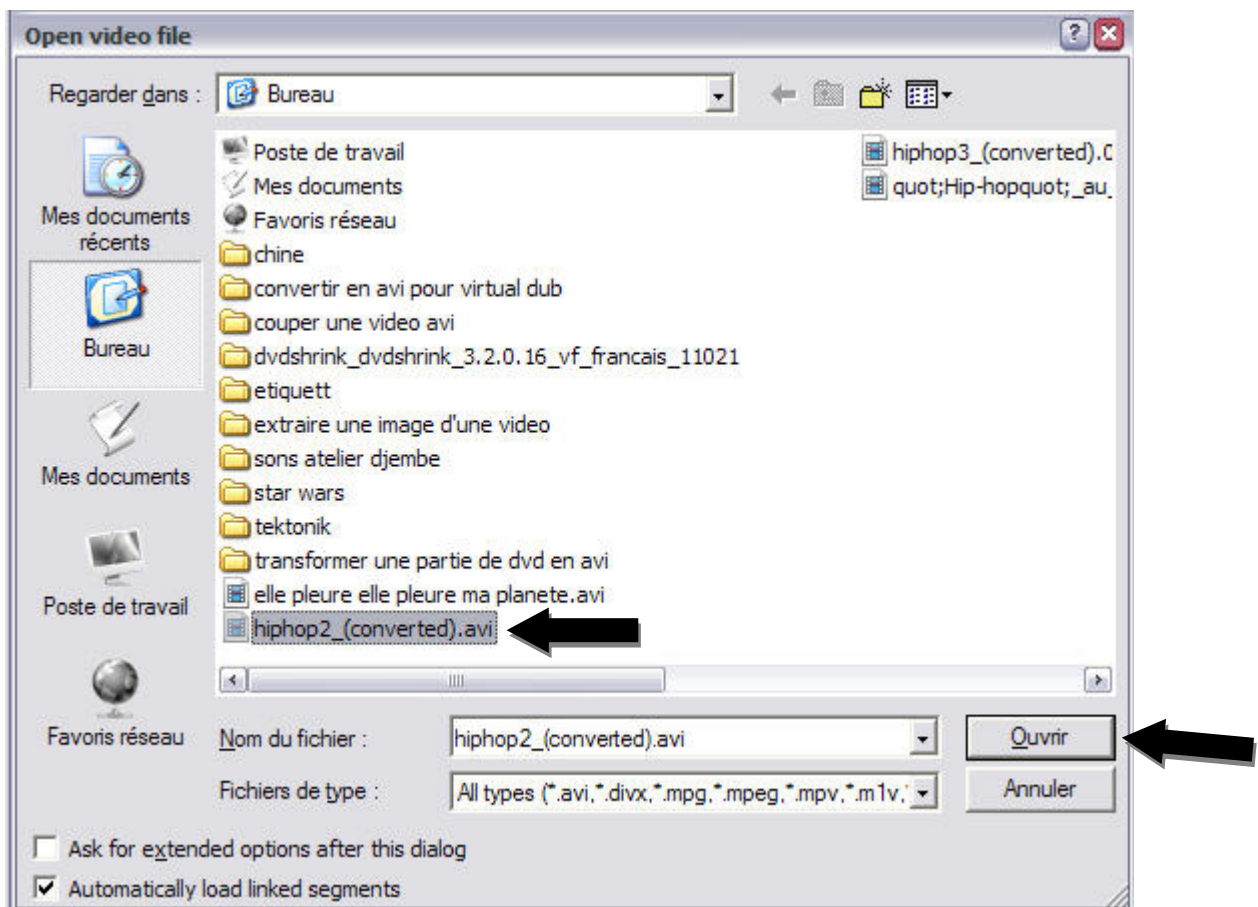 Open video file
Regarder dans :
Bureau
Mes documents
récents
Bureau
Mes documents
Poste de travail
Favoris réseau
Poste de travail
Mes documents
Favoris réseau
chine
convertir en avi pour virtual dub
couper une video avi
dvdshrink_dvdshrink_3.2.0.16_vf_francais_11021
etiquett
extraire une image d'une video
sons atelier djembe
star wars
tektonik
transformer une partie de dvd en avi
elle pleure elle pleure ma planete.avi
hiphop2_(converted).avi
hiphop3_(converted).0
quot;Hip-hopquot;_au_
Nom du fichier :
hiphop2_(converted).avi
Ouvrir
Fichiers de type :
All types (*.avi,*.divx,*.mpg,*.mpeg,*.mpv,*.m1v,
Annuler
Ask for extended options after this dialog
Automatically load linked segments